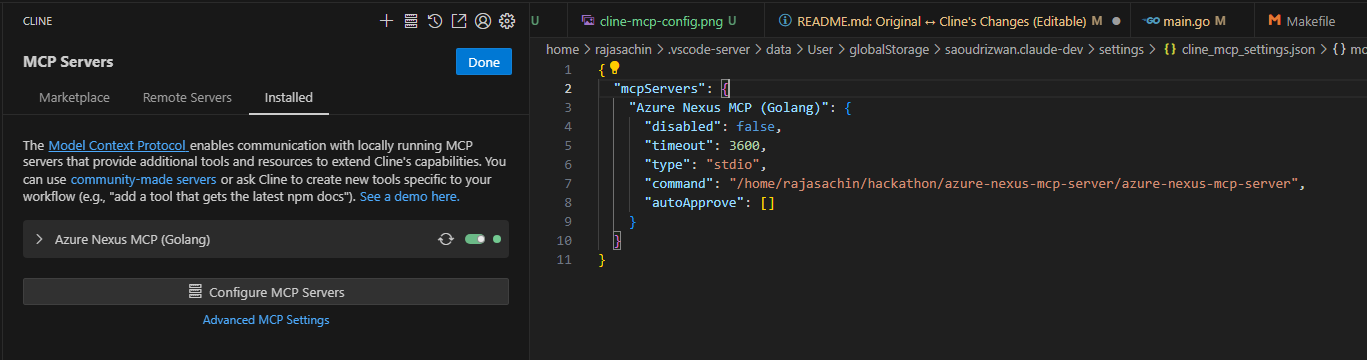 CLINE
MCP Servers
Done
Marketplace Remote Servers Installed
The Model Context Protocol enables communication with locally running MCP
servers that provide additional tools and resources to extend Cline's capabilities. You
can use community-made servers or ask Cline to create new tools specific to your
workflow (e.g., "add a tool that gets the latest npm docs"). See a demo here.
Azure Nexus MCP (Golang)
Configure MCP Servers
Advanced MCP Settings
U cline-mcp-config.png U README.md: Original ↔ Cline's Changes (Editable) M ● GO main.go M M Makefile
home > rajasachin > .vscode-server > data > User > globalStorage > saoudrizwan.claude-dev > settings > {} cline_mcp_settings.json > {} mc
1 {
2 "mcpServers": {
3 "Azure Nexus MCP (Golang)": {
4 "disabled": false,
5 "timeout": 3600,
6 "type": "stdio",
7 "command": "/home/rajasachin/hackathon/azure-nexus-mcp-server/azure-nexus-mcp-server",
8 "autoApprove": []
9 }
10 }
11 }